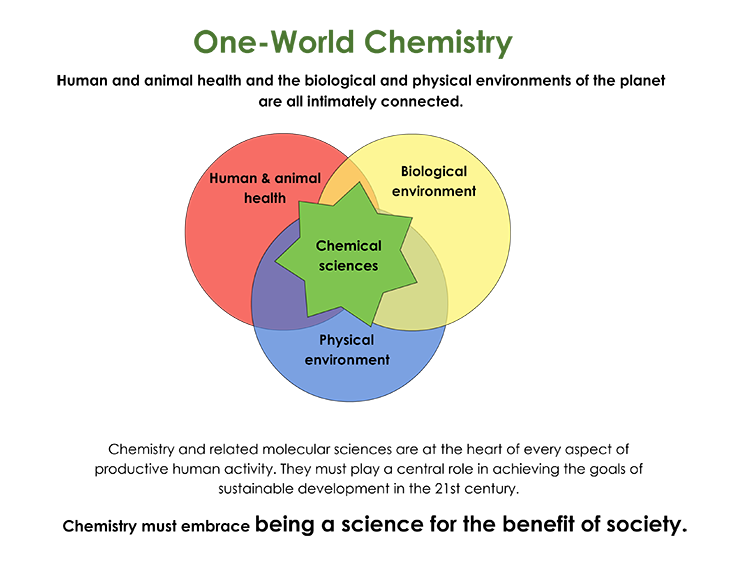 One-World Chemistry
Human and animal health and the biological and physical environments of the planet
are all intimately connected.
Human & animal
health
Biological
environment
Chemical
sciences
Physical
environment
Chemistry and related molecular sciences are at the heart of every aspect of
productive human activity. They must play a central role in achieving the goals of
sustainable development in the 21st century.
Chemistry must embrace being a science for the benefit of society.